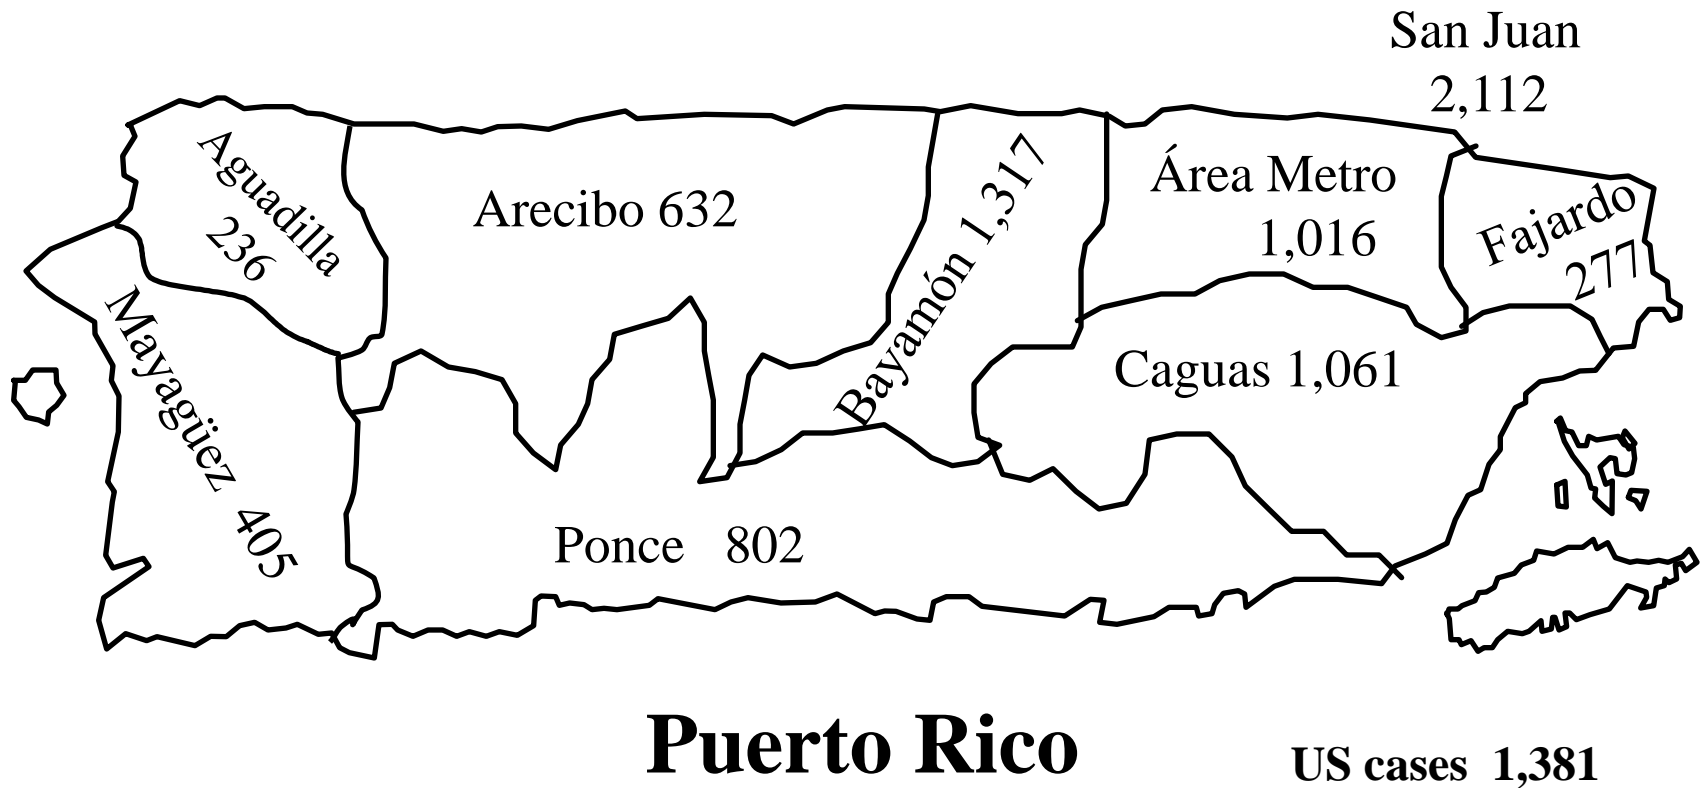 San Juan
2,112
Aguadilla
236
Arecibo 632
Bayamón 1,317
Área Metro
1,016
Fajardo
277
Mayagüez 405
Caguas 1,061
Ponce 802
Puerto Rico
US cases 1,381